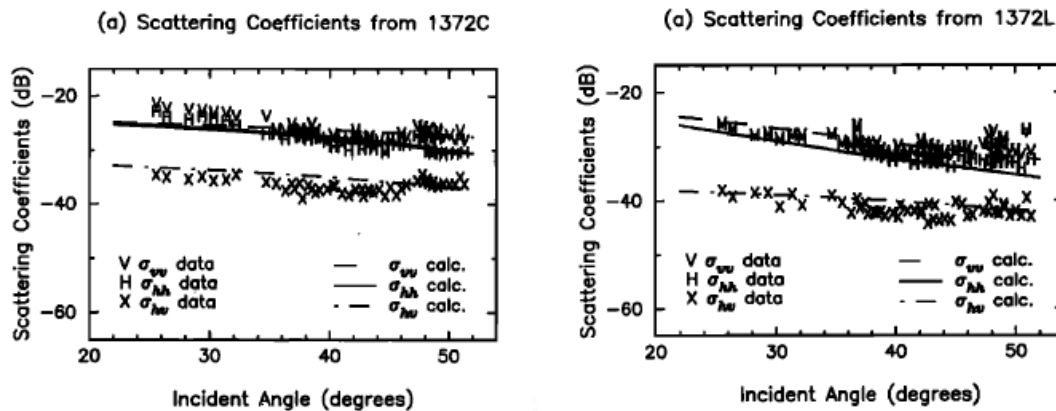 (a) Scattering Coefficients from 1372C
Scattering Coefficients (dB)
−20
−40
−60
V σvv data
H σhh data
X σhv data
σvv calc.
σhh calc.
σhv calc.
20
30
40
50
Incident Angle (degrees)
(a) Scattering Coefficients from 1372L
Scattering Coefficients (dB)
−20
−40
−60
V σvv data
H σhh data
X σhv data
σvv calc.
σhh calc.
σhv calc.
20
30
40
50
Incident Angle (degrees)